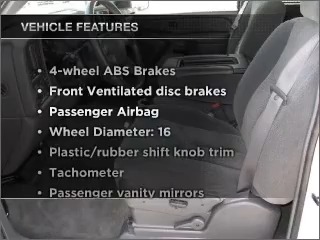 VEHICLE FEATURES
• 4-wheel ABS Brakes
• Front Ventilated disc brakes
• Passenger Airbag
• Wheel Diameter: 16
• Plastic/rubber shift knob trim
• Tachometer
• Passenger vanity mirrors